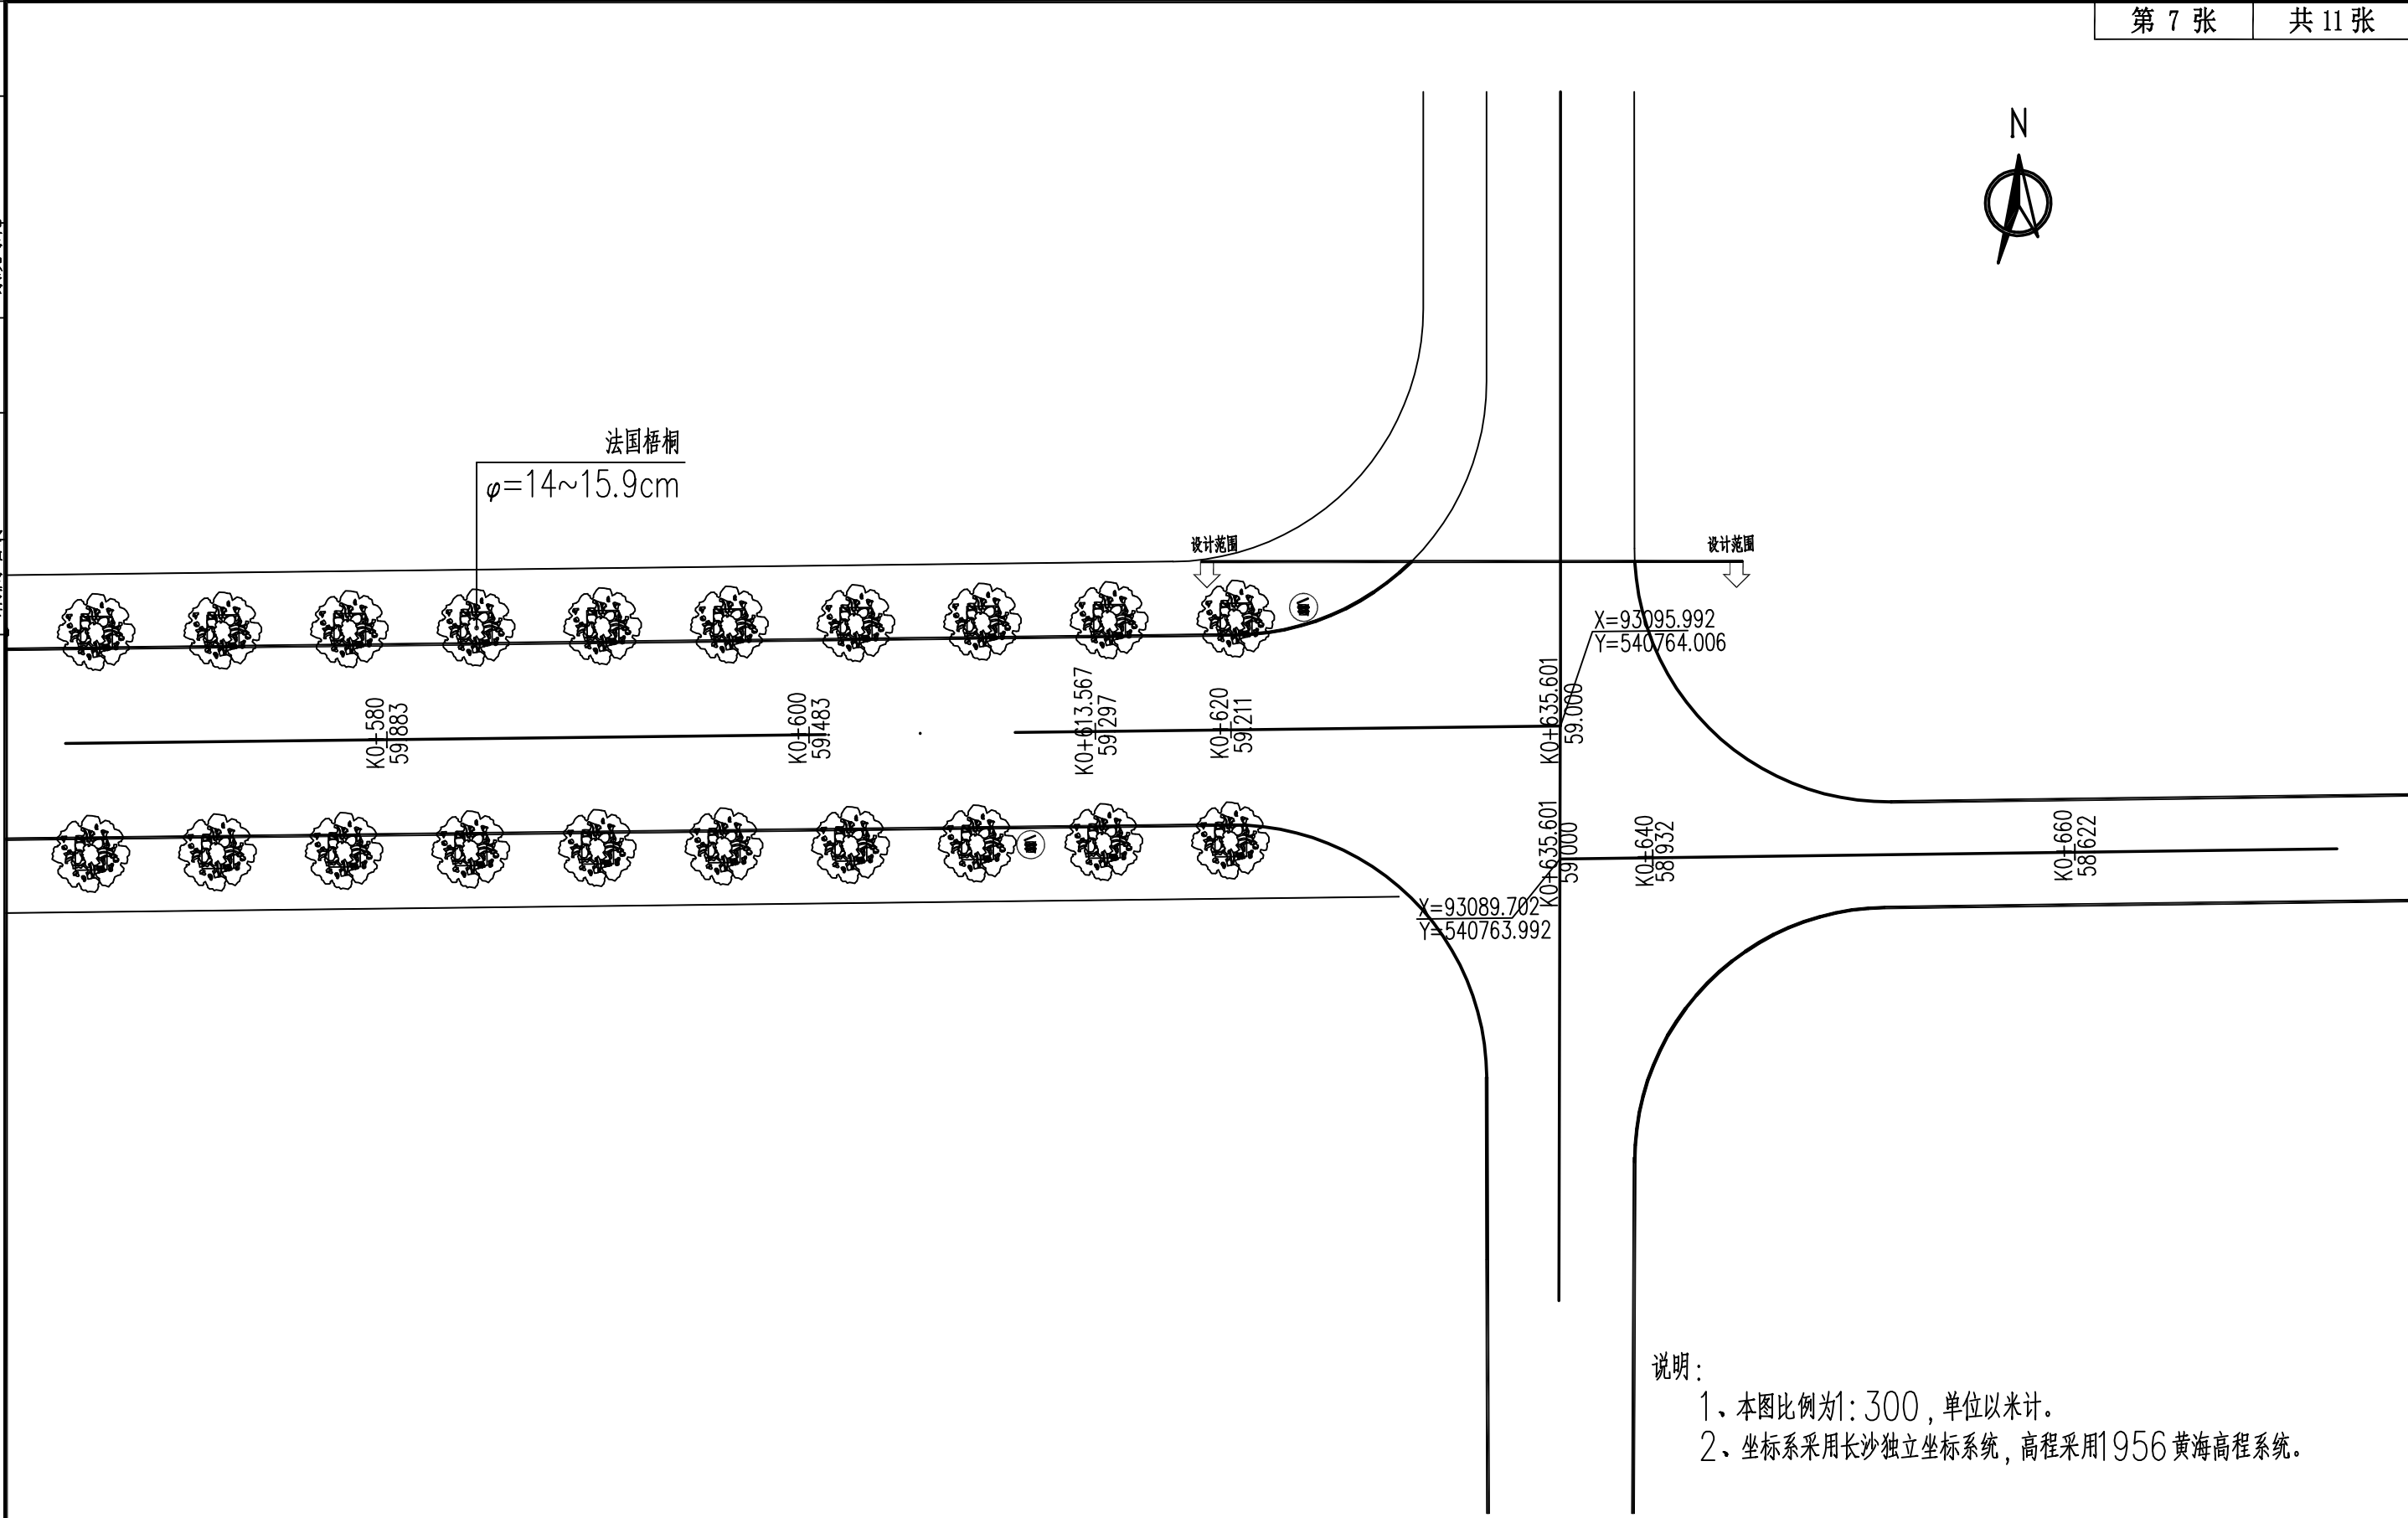 第 7 张
共 11 张
N
法国梧桐
φ=14~15.9cm
设计范围
设计范围
X=93095.992
Y=540764.006
K0+580
59.883
K0+600
59.483
K0+613.567
59.297
K0+620
59.211
K0+635.601
59.000
K0+635.601
59.000
K0+640
58.932
K0+660
58.622
X=93089.702
Y=540763.992
说明：
1、本图比例为1：300，单位以米计。
2、坐标系采用长沙独立坐标系统，高程采用1956黄海高程系统。